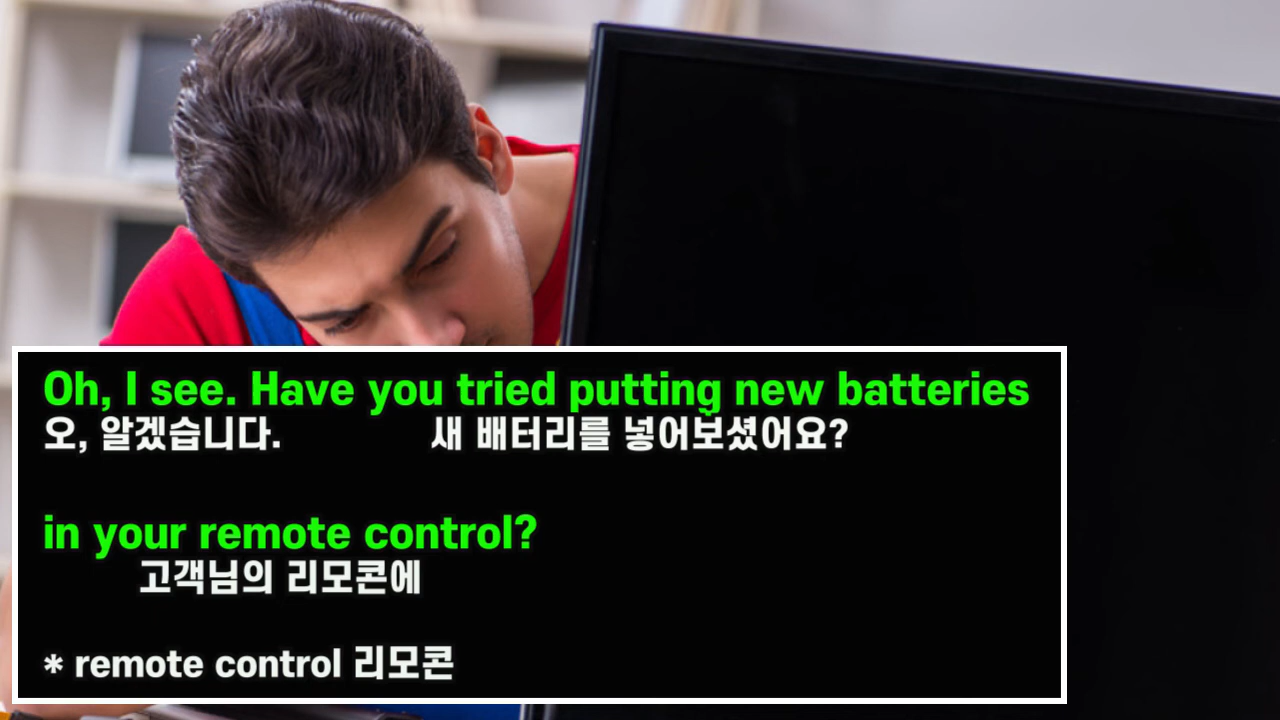 Oh, I see. Have you tried putting new batteries
오, 알겠습니다. 새 배터리를 넣어보셨어요?
in your remote control?
고객님의 리모콘에
* remote control 리모콘